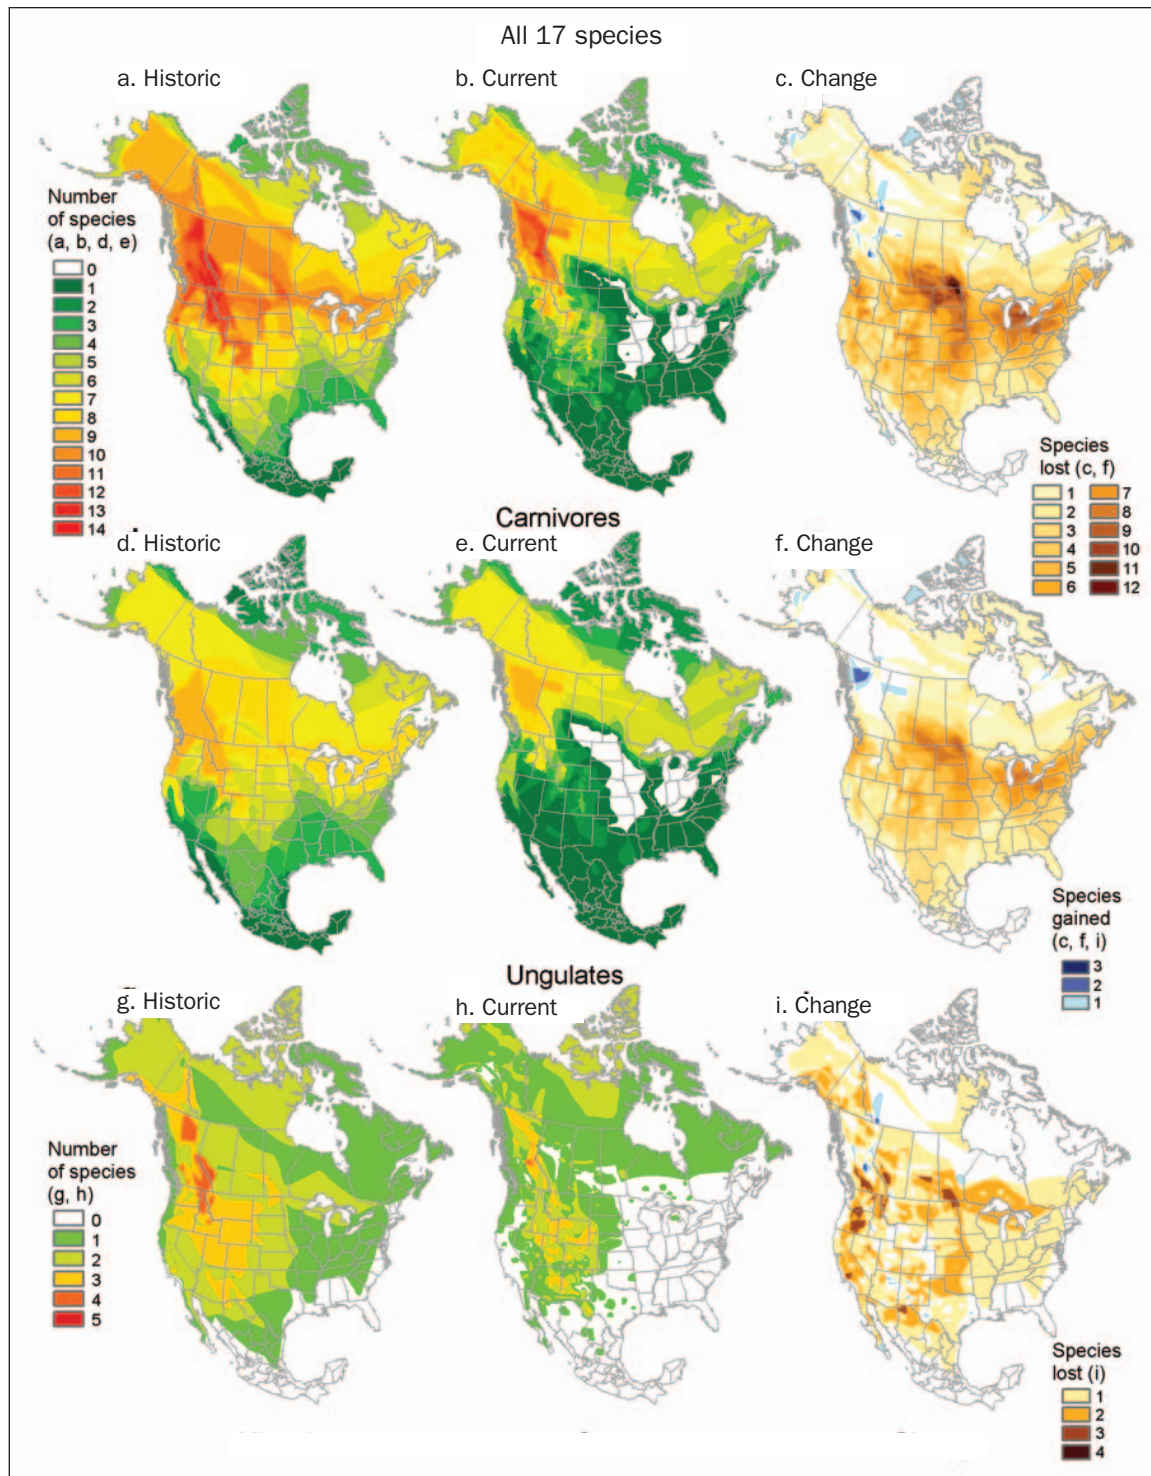 All 17 species
a. Historic
b. Current
c. Change
Number
of species
(a, b, d, e)
0
1
2
3
4
5
6
7
8
9
10
11
12
13
14
Species
lost (c, f)
1 7
2 8
3 9
4 10
5 11
6 12
Carnivores
d. Historic
e. Current
f. Change
Species
gained
(c, f, i)
3
2
1
Ungulates
g. Historic
h. Current
i. Change
Number
of species
(g, h)
0
1
2
3
4
5
Species
lost (i)
1
2
3
4